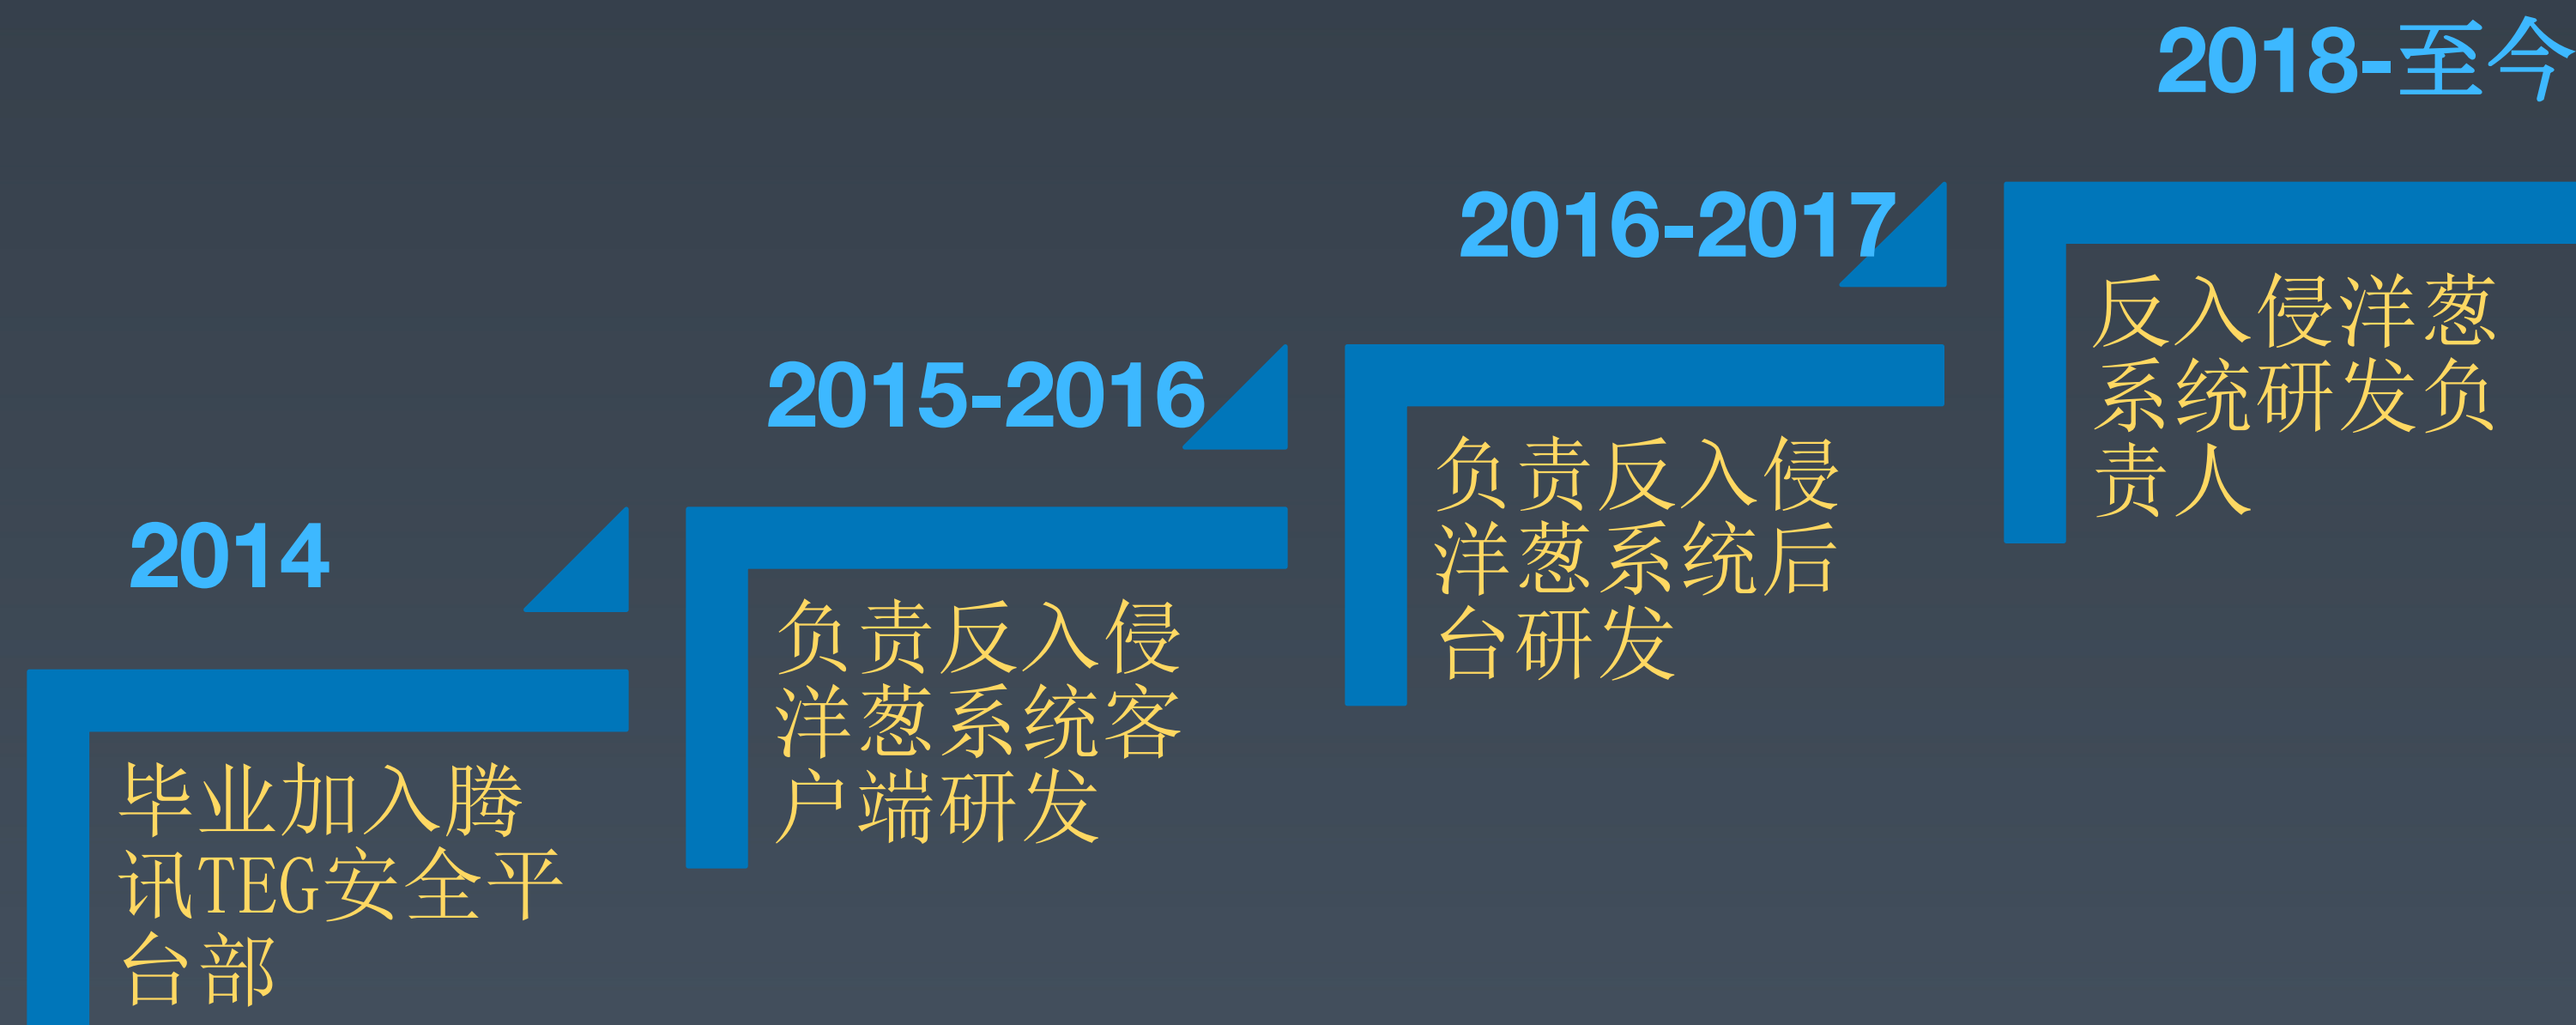 2014
毕业加入腾
讯TEG安全平
台部
2015-2016
负责反入侵
洋葱系统客
户端研发
2016-2017
负责反入侵
洋葱系统后
台研发
2018-至今
反入侵洋葱
系统研发负
责人